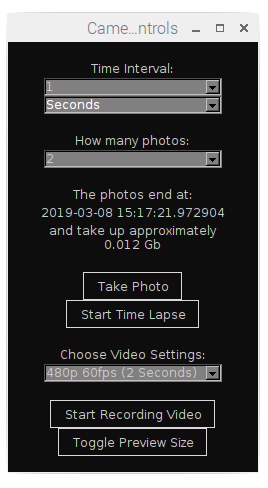 Came...ntrols
Time Interval:
1
Seconds
How many photos:
2
The photos end at:
2019-03-08 15:17:21.972904
and take up approximately
0.012 Gb
Take Photo
Start Time Lapse
Choose Video Settings:
480p 60fps (2 Seconds)
Start Recording Video
Toggle Preview Size